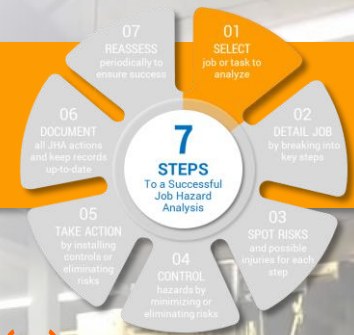 7
STEPS
To a Successful
Job Hazard
Analysis
01
SELECT
job or task to
analyze
02
DETAIL JOB
by breaking into
key steps
03
SPOT RISKS
and possible
injuries for each
step
04
CONTROL
hazards by
minimizing or
eliminating risks
05
TAKE ACTION
by installing
controls or
eliminating
risks
06
DOCUMENT
all JHA actions
and keep records
up-to-date
07
REASSESS
periodically to
ensure success